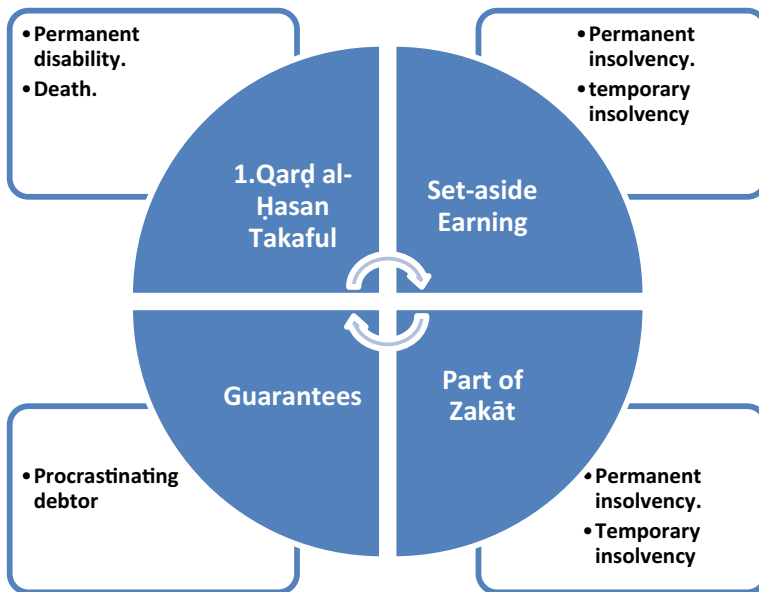 •Permanent
disability.
•Death.
•Permanent
insolvency.
•temporary
insolvency
1.Qarḍ al-
Ḥasan
Takaful
Set-aside
Earning
Guarantees
Part of
Zakāt
•Procrastinating
debtor
•Permanent
insolvency.
•Temporary
insolvency